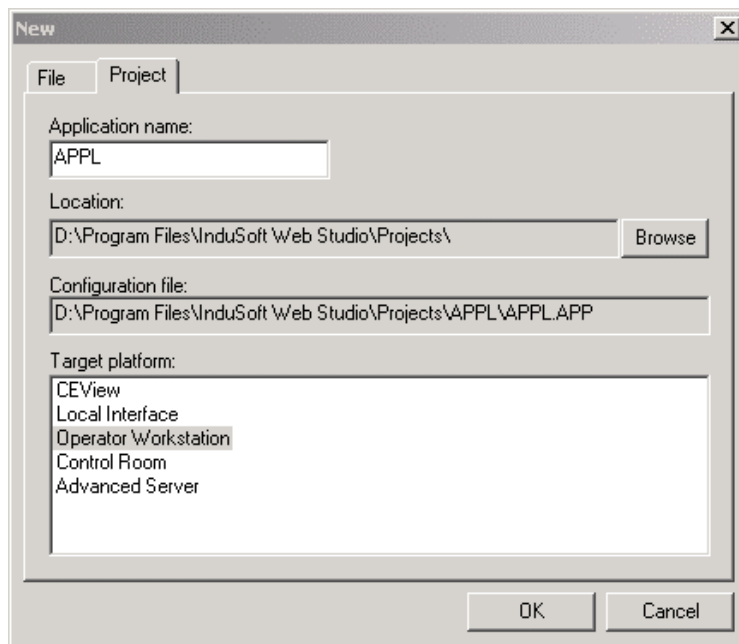 New
File
Project
Application name:
APPL
Location:
D:\Program Files\InduSoft Web Studio\Projects\
Browse
Configuration file:
D:\Program Files\InduSoft Web Studio\Projects\APPL\APPL.APP
Target platform:
CEView
Local Interface
Operator Workstation
Control Room
Advanced Server
OK
Cancel